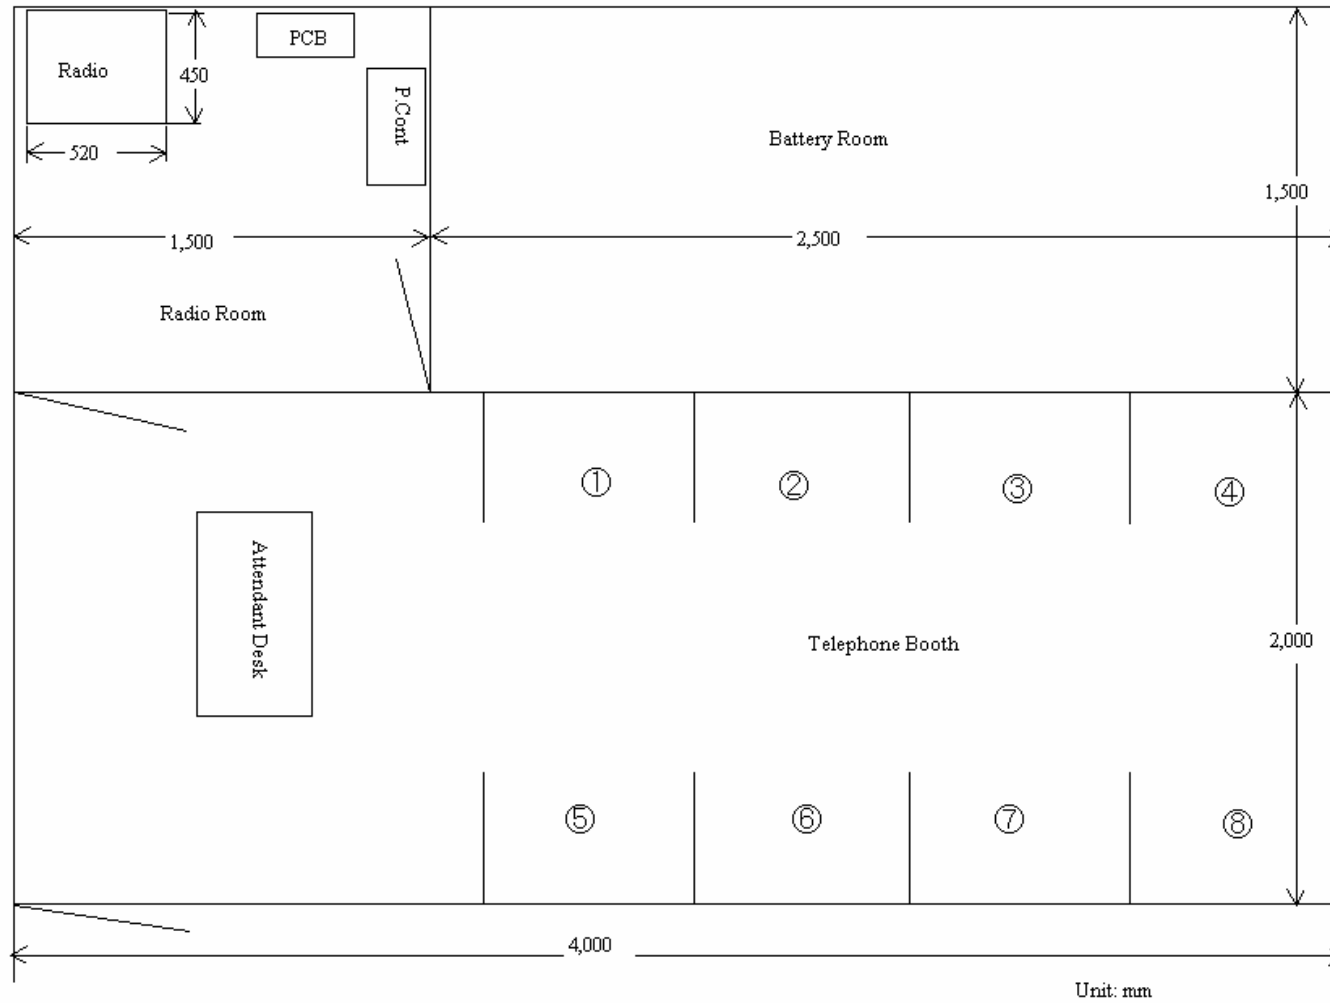 PCB
Radio
450
P.Cont
520
Battery Room
1,500
1,500
2,500
Radio Room
①
②
③
④
Attendant Desk
Telephone Booth
2,000
⑤
⑥
⑦
⑧
4,000
Unit: mm